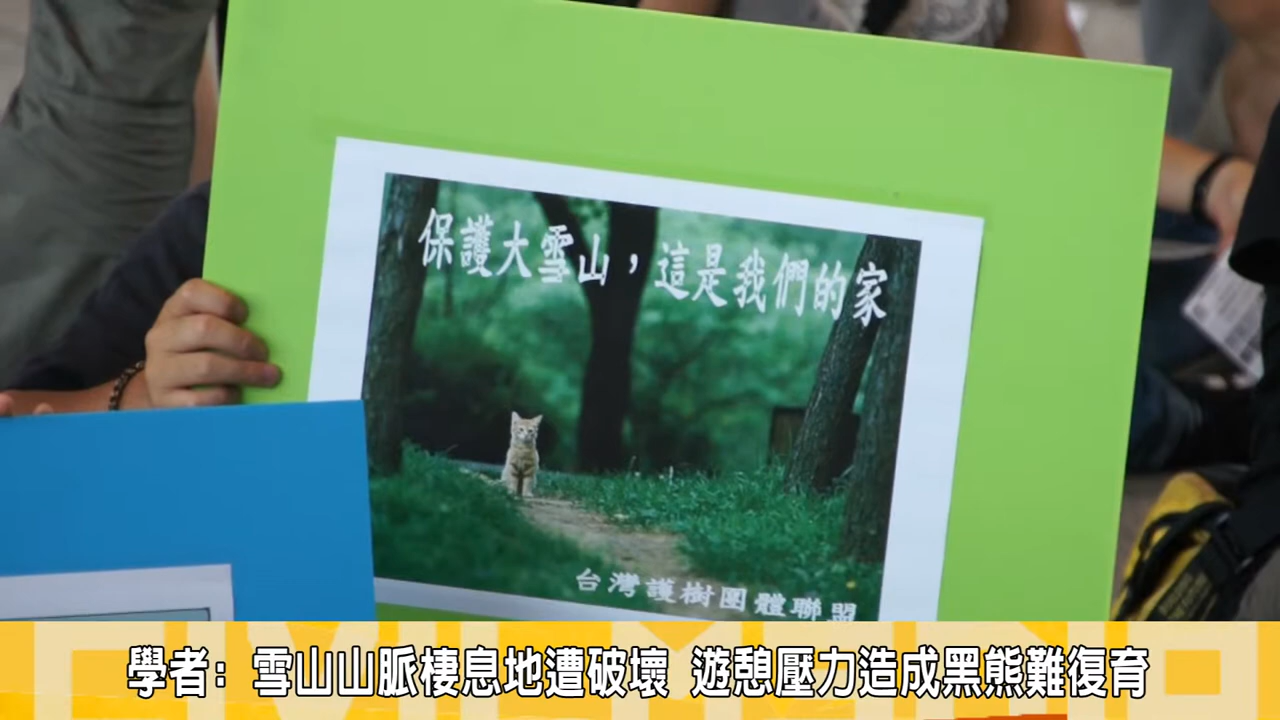 保護大雪山，這是我們的家
台灣護樹團體聯盟
學者：雪山山脈棲息地遭破壞 遊憩壓力造成黑熊難復育